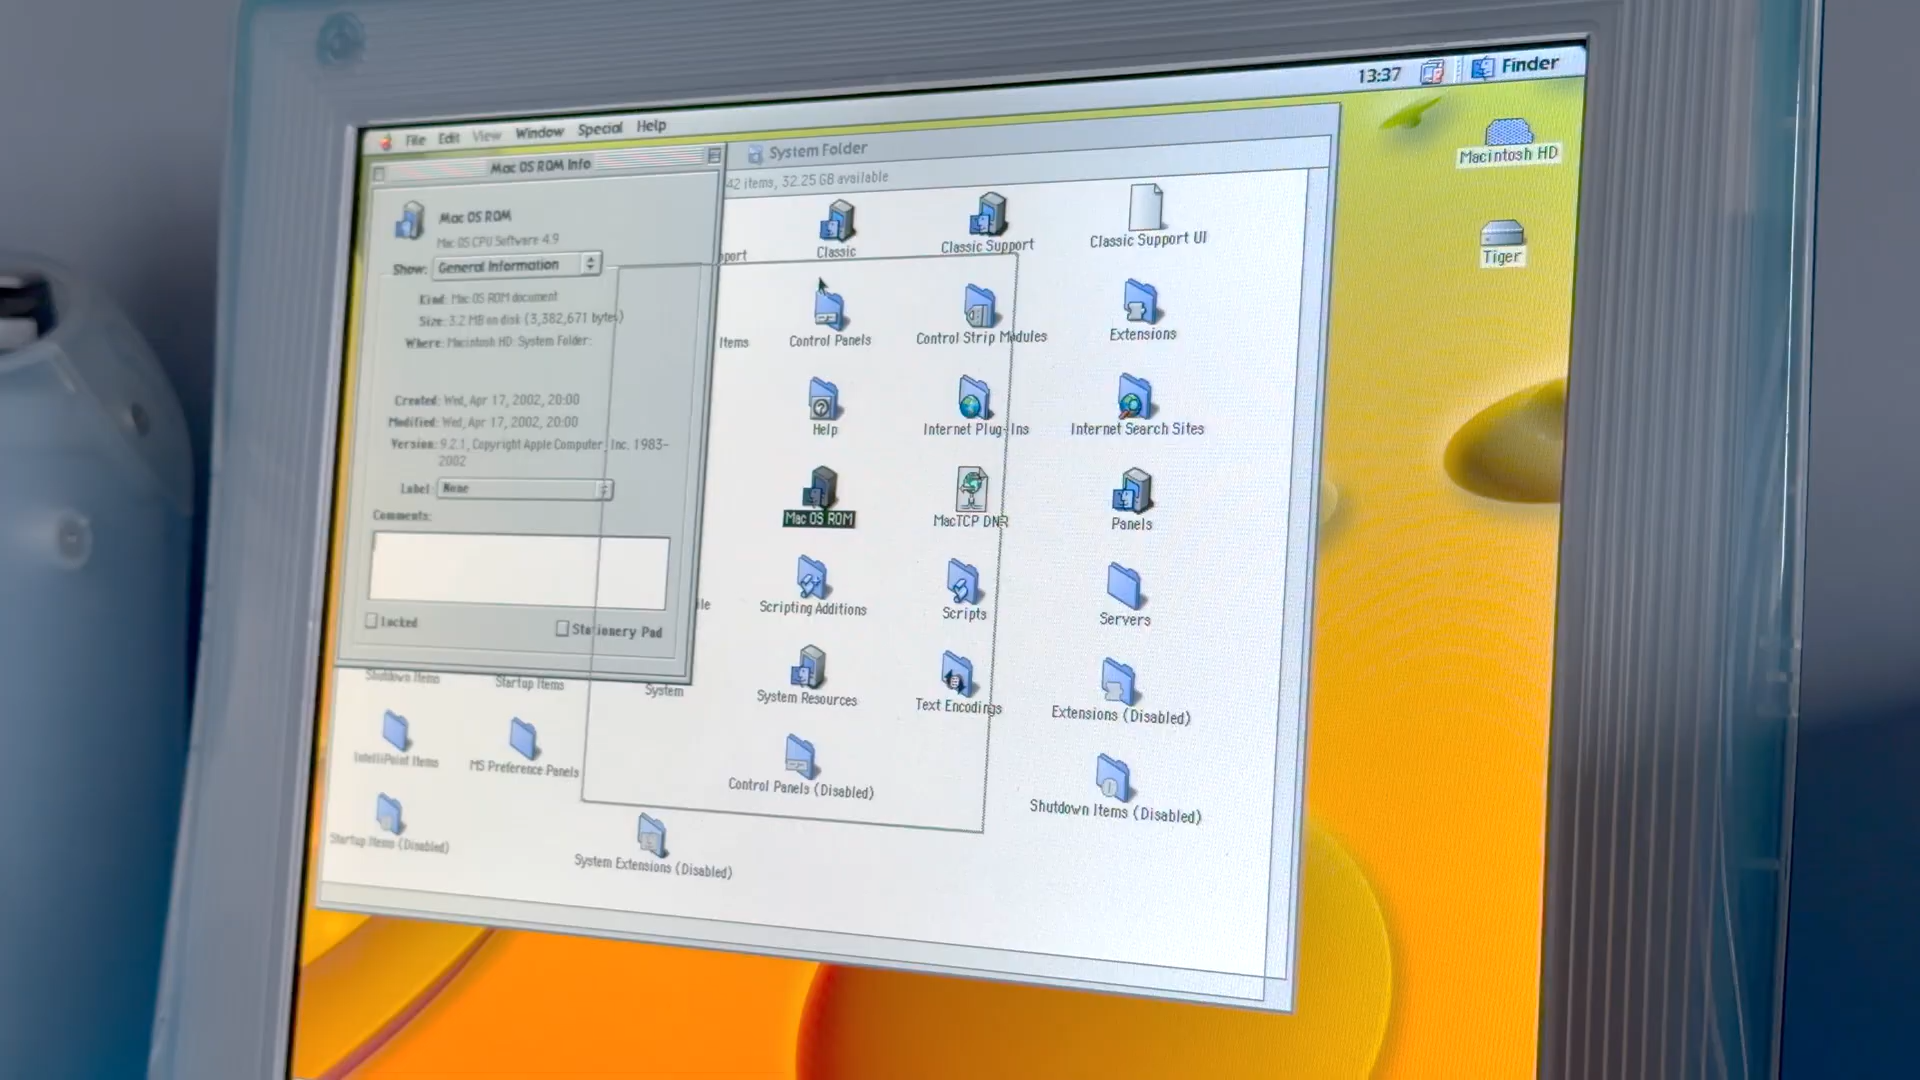 File Edit View Window Special Help
13:37
Finder
Mac OS ROM Info
Mac OS ROM
Mac OS CPU Software 4.9
Show: General Information
Kind: Mac OS ROM document
Size: 3.2 MB on disk (3,382,671 bytes)
Where: Macintosh HD: System Folder:
Created: Wed, Apr 17, 2002, 20:00
Modified: Wed, Apr 17, 2002, 20:00
Version: 9.2.1, Copyright Apple Computer, Inc. 1983-
2002
Label: None
Comments:
Locked
Stationery Pad
System Folder
42 items, 32.25 GB available
pport
Classic
Classic Support
Classic Support UI
Items
Control Panels
Control Strip Modules
Extensions
Help
Internet Plug-Ins
Internet Search Sites
Mac OS ROM
MacTCP DNR
Panels
ile
Scripting Additions
Scripts
Servers
Shutdown Items
Startup Items
System
System Resources
Text Encodings
Extensions (Disabled)
IntelliPoint Items
MS Preference Panels
Control Panels (Disabled)
Shutdown Items (Disabled)
Startup Items (Disabled)
System Extensions (Disabled)
Macintosh HD
Tiger